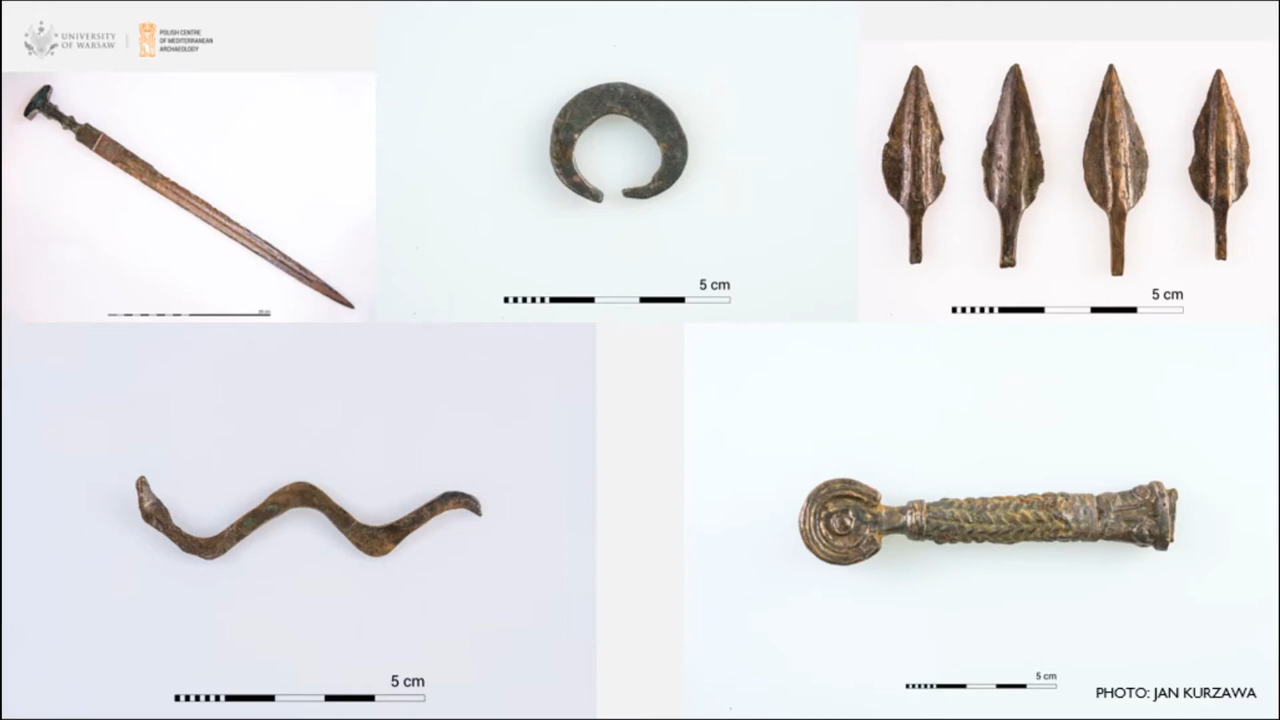 UNIVERSITY
OF WARSAW
POLISH CENTRE
OF MEDITERRANEAN
ARCHAEOLOGY
5 cm
5 cm
5 cm
5 cm
PHOTO: JAN KURZAWA